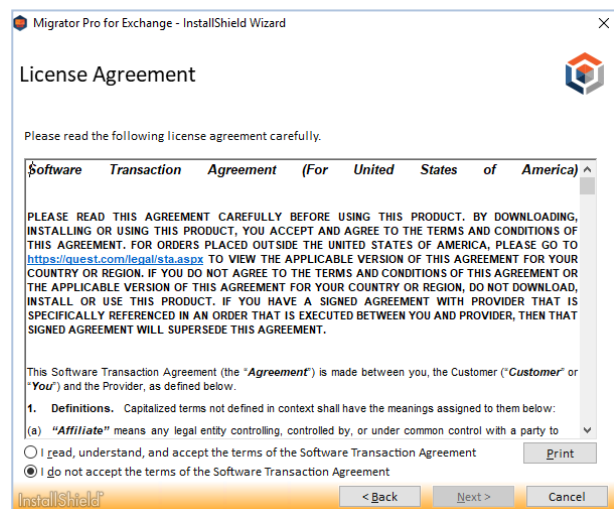 Migrator Pro for Exchange - InstallShield Wizard
License Agreement
Please read the following license agreement carefully.
Software Transaction Agreement (For United States of America)
PLEASE READ THIS AGREEMENT CAREFULLY BEFORE USING THIS PRODUCT. BY DOWNLOADING,
INSTALLING OR USING THIS PRODUCT, YOU ACCEPT AND AGREE TO THE TERMS AND CONDITIONS OF
THIS AGREEMENT. FOR ORDERS PLACED OUTSIDE THE UNITED STATES OF AMERICA, PLEASE GO TO
https://quest.com/legal/sta.aspx TO VIEW THE APPLICABLE VERSION OF THIS AGREEMENT FOR YOUR
COUNTRY OR REGION. IF YOU DO NOT AGREE TO THE TERMS AND CONDITIONS OF THIS AGREEMENT OR
THE APPLICABLE VERSION OF THIS AGREEMENT FOR YOUR COUNTRY OR REGION, DO NOT DOWNLOAD,
INSTALL OR USE THIS PRODUCT. IF YOU HAVE A SIGNED AGREEMENT WITH PROVIDER THAT IS
SPECIFICALLY REFERENCED IN AN ORDER THAT IS EXECUTED BETWEEN YOU AND PROVIDER, THEN THAT
SIGNED AGREEMENT WILL SUPERSEDE THIS AGREEMENT.
This Software Transaction Agreement (the “Agreement”) is made between you, the Customer (“Customer” or
“You”) and the Provider, as defined below.
1. Definitions. Capitalized terms not defined in context shall have the meanings assigned to them below:
(a) “Affiliate” means any legal entity controlling, controlled by, or under common control with a party to
I read, understand, and accept the terms of the Software Transaction Agreement
Print
I do not accept the terms of the Software Transaction Agreement
InstallShield
< Back
Next >
Cancel